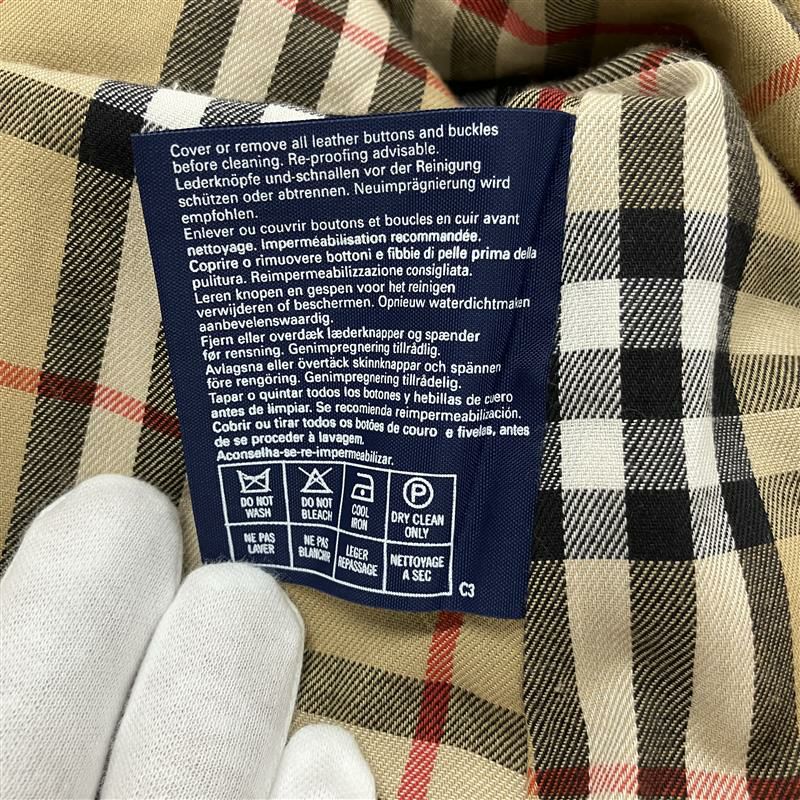 Cover or remove all leather buttons and buckles
before cleaning. Re-proofing advisable.
Lederknöpfe und-schnallen vor der Reinigung
schützen oder abtrennen. Neuimprägnierung wird
empfohlen.
Enlever ou couvrir boutons et boucles en cuir avant
nettoyage. Imperméabilisation recommandée.
Coprire o rimuovere bottoni e fibbie di pelle prima della
pulitura. Reimpermeabilizzazione consigliata.
Leren knopen en gespen voor het reinigen
verwijderen of beschermen. Opnieuw waterdichtmaken
aanbevelenswaardig.
Fjern eller overdæk læderknapper og spænder
før rensning. Genimpregnering tillrådlig.
Avlagsna eller övertäck skinnknappar och spännen
före rengöring. Genimpregnering tillrådelig.
Tapar o quintar todos los botones y hebillas de cuero
antes de limpiar. Se recomienda reimpermeabilización.
Cobrir ou tirar todos os botões de couro e fivelas, antes
de se proceder à lavagem.
Aconselha-se-re-impermeabilizar.
P
DO NOT WASH
DO NOT BLEACH
COOL IRON
DRY CLEAN ONLY
NE PAS LAVER
NE PAS BLANCHIR
LEGER REPASSAGE
NETTOYAGE A SEC
C3